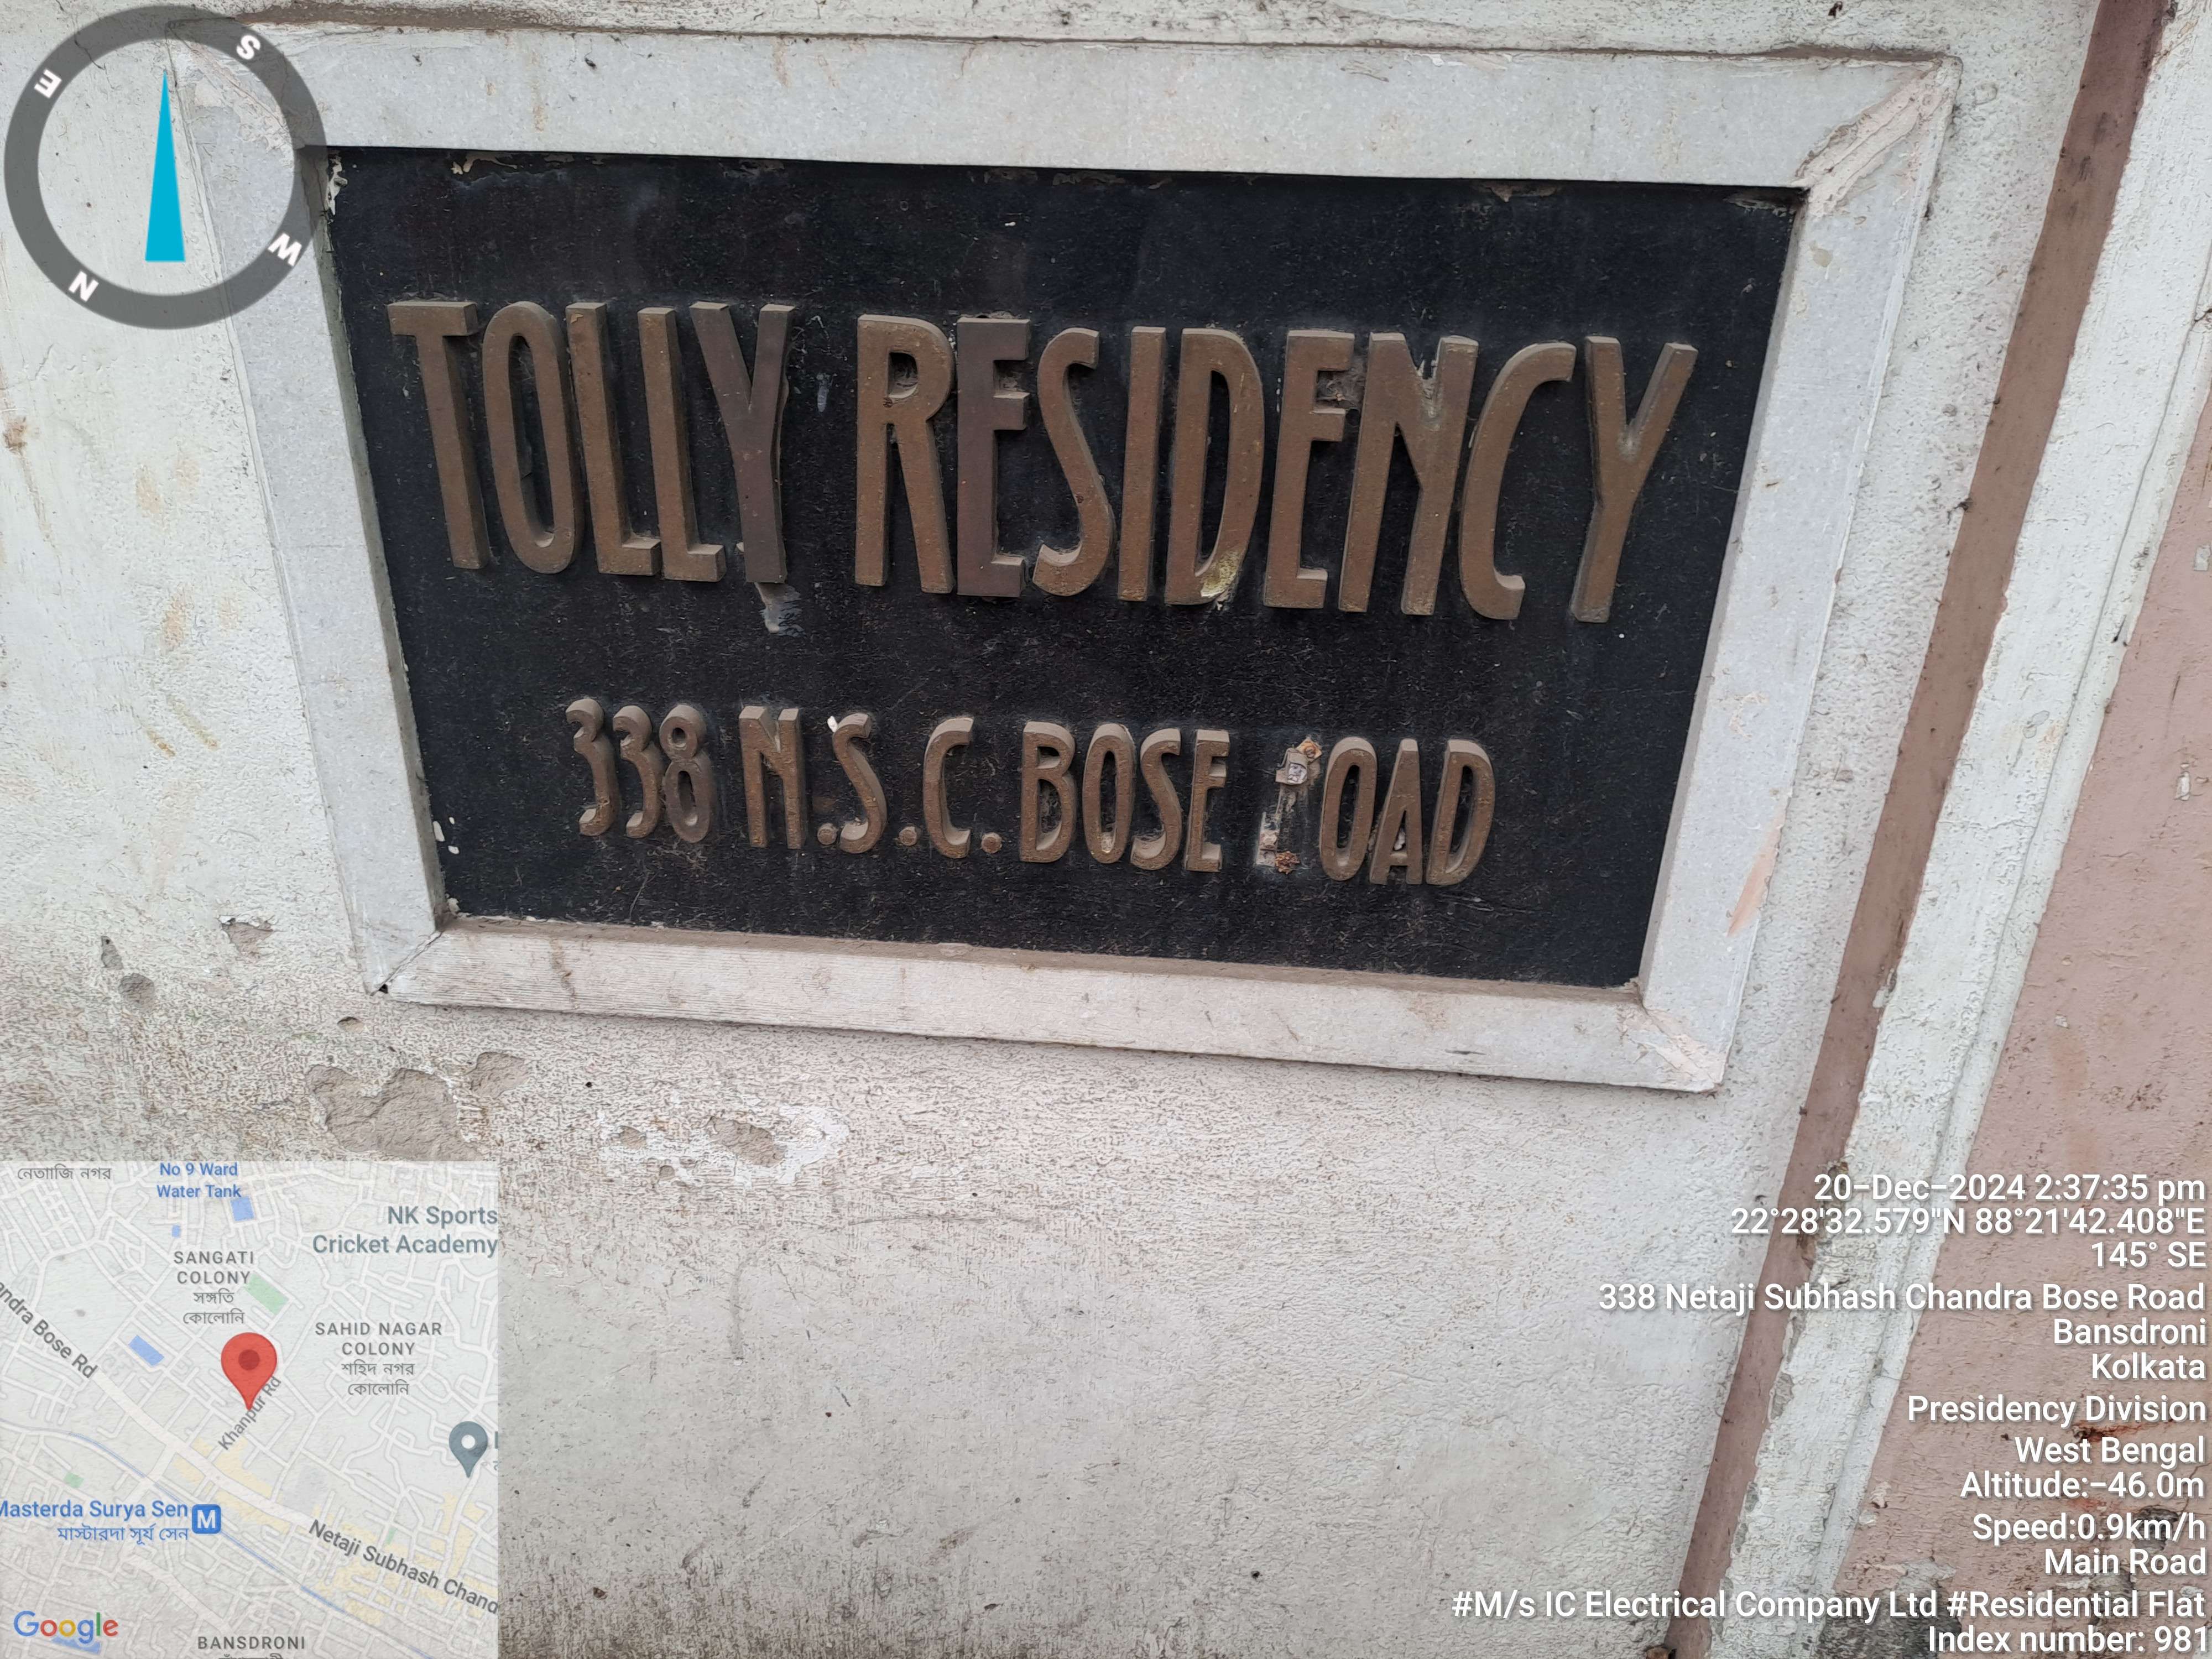 S
E
W
N
TOLLY RESIDENCY
338 N.S.C. BOSE OAD
নেতাজি নগর
No 9 Ward
Water Tank
NK Sports
Cricket Academy
SANGATI
COLONY
সঙ্গতি
কোলোনি
SAHID NAGAR
COLONY
শহিদ নগর
কোলোনি
Bose Rd
Khanpur Rd
Masterda Surya Sen M
মাস্টারদা সূর্য সেন
Netaji Subhash Chand
Google
BANSDRONI
20-Dec-2024 2:37:35 pm
22°28'32.579"N 88°21'42.408"E
145° SE
338 Netaji Subhash Chandra Bose Road
Bansdroni
Kolkata
Presidency Division
West Bengal
Altitude:-46.0m
Speed:0.9km/h
Main Road
#M/s IC Electrical Company Ltd #Residential Flat
Index number: 981